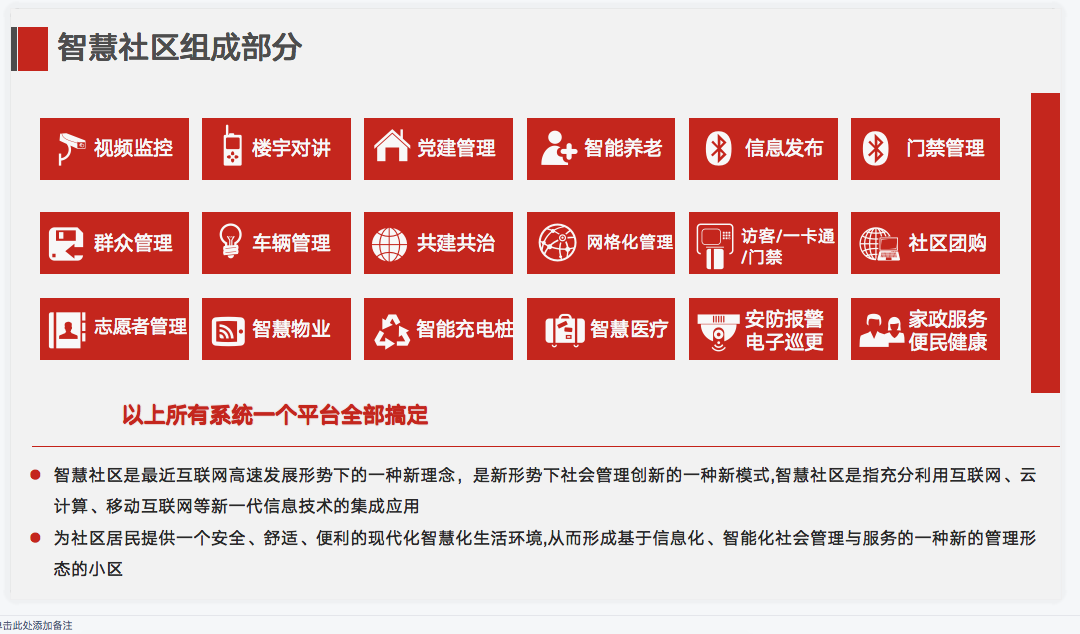 智慧社区组成部分
视频监控 楼宇对讲 党建管理 智能养老 信息发布 门禁管理
群众管理 车辆管理 共建共治 网格化管理 访客/一卡通
/门禁 社区团购
志愿者管理 智慧物业 智能充电桩 智慧医疗 安防报警
电子巡更 家政服务
便民健康
以上所有系统一个平台全部搞定
智慧社区是最近互联网高速发展形势下的一种新理念，是新形势下社会管理创新的一种新模式,智慧社区是指充分利用互联网、云
计算、移动互联网等新一代信息技术的集成应用
为社区居民提供一个安全、舒适、便利的现代化智慧化生活环境,从而形成基于信息化、智能化社会管理与服务的一种新的管理形
态的小区
击此处添加备注